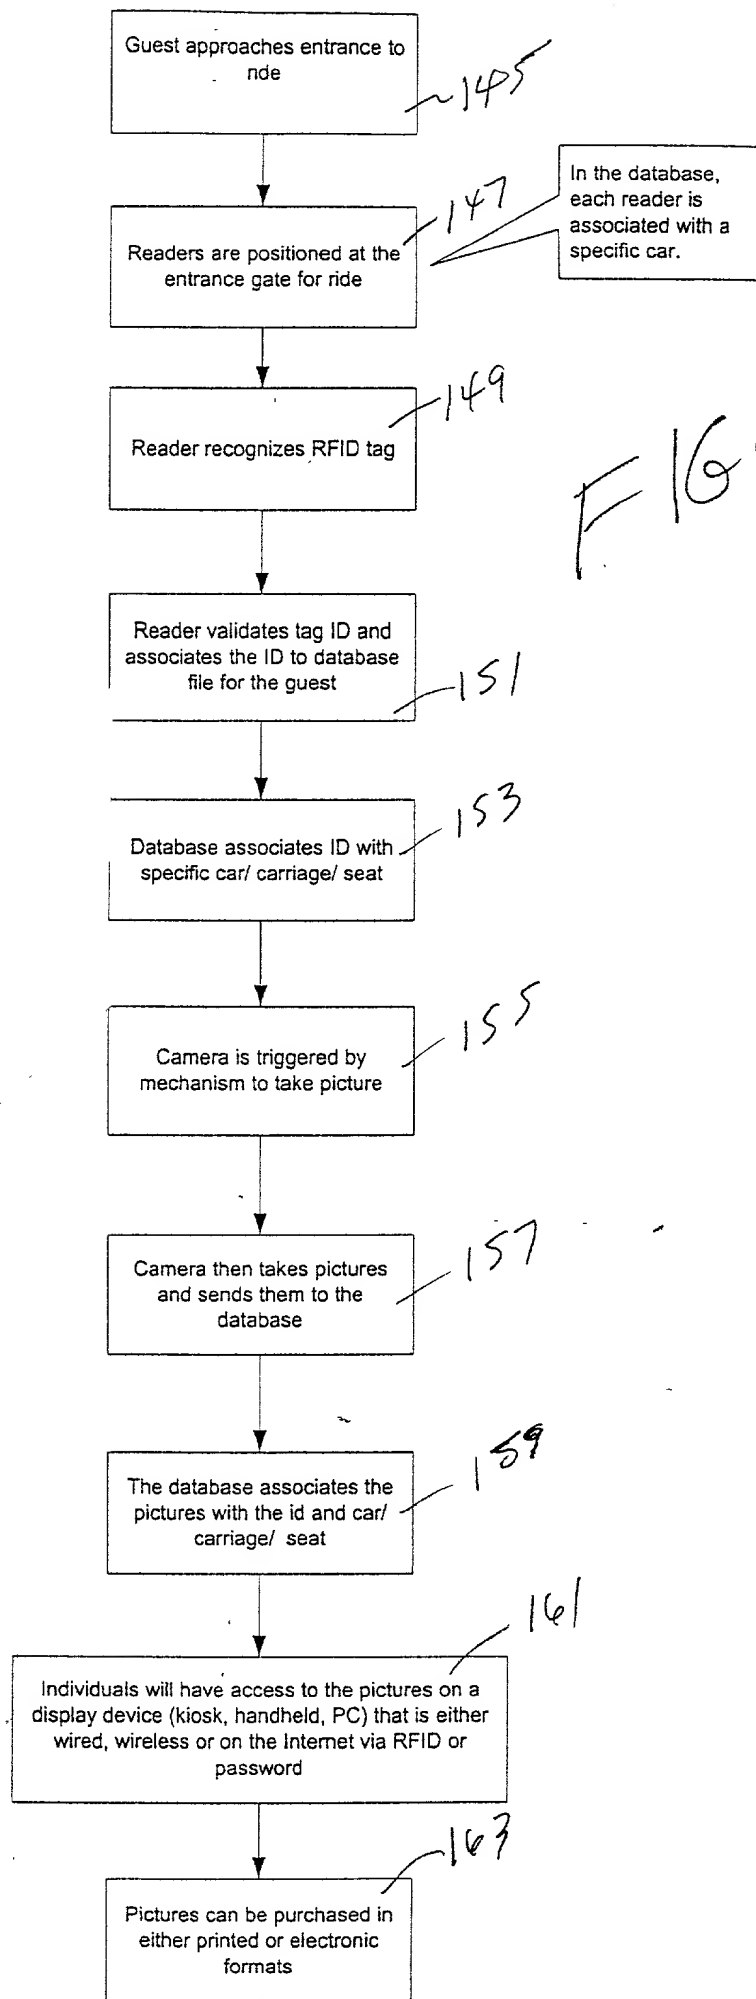 Guest approaches entrance to
ride
145
147
In the database,
each reader is
associated with a
specific car.
Readers are positioned at the
entrance gate for ride
149
Reader recognizes RFID tag
FIG.
Reader validates tag ID and
associates the ID to database
file for the guest
151
153
Database associates ID with
specific car/ carriage/ seat
155
Camera is triggered by
mechanism to take picture
157
Camera then takes pictures
and sends them to the
database
159
The database associates the
pictures with the id and car/
carriage/ seat
161
Individuals will have access to the pictures on a
display device (kiosk, handheld, PC) that is either
wired, wireless or on the Internet via RFID or
password
163
Pictures can be purchased in
either printed or electronic
formats